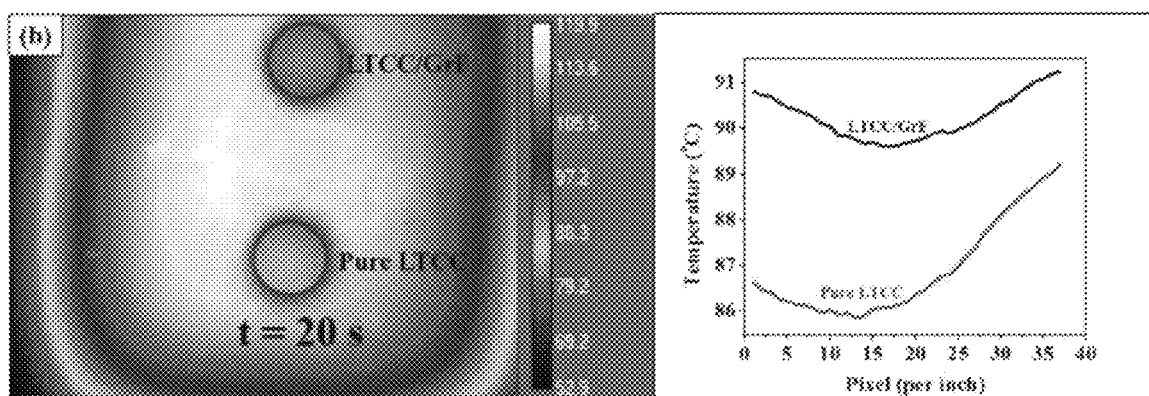 (b)
LTCC/GrF
Pure LTCC
t = 20 s
91
90
89
88
87
86
Temperature (°C)
LTCC/GrF
Pure LTCC
0 5 10 15 20 25 30 35 40
Pixel (per inch)